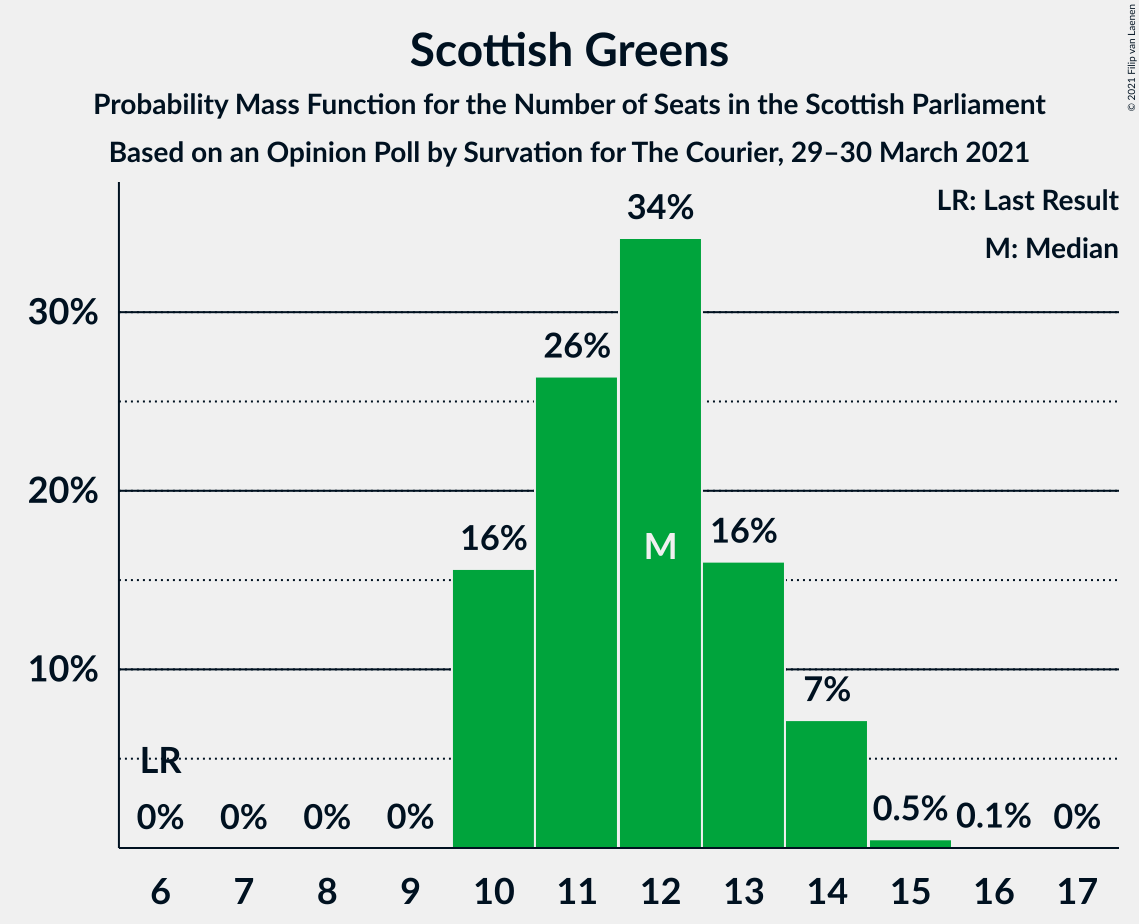 Scottish Greens
Probability Mass Function for the Number of Seats in the Scottish Parliament
Based on an Opinion Poll by Survation for The Courier, 29–30 March 2021
© 2021 Filip van Laenen
LR: Last Result
M: Median
34%
30%
26%
20%
16%
M
16%
10%
7%
LR
0%
0%
0%
0%
0.5%
0.1%
0%
6 7 8 9 10 11 12 13 14 15 16 17